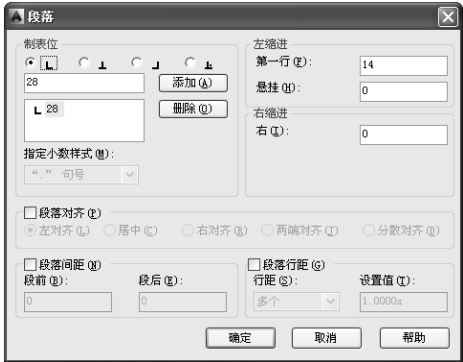 段落
制表位
28
添加(A)
28
删除(O)
指定小数样式(M):
“.” 句号
左缩进
第一行(F):
14
悬挂(H):
0
右缩进
右(I):
0
段落对齐(P)
左对齐(L) 居中(C) 右对齐(R) 两端对齐(J) 分散对齐(D)
段落间距(N)
段前(B): 段后(E):
0 0
段落行距(G)
行距(S): 设置值(T):
多个 1.0000x
确定 取消 帮助